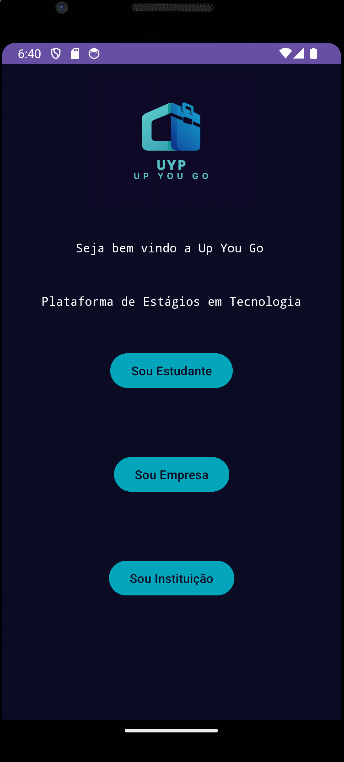 6:40
UYP
UP YOU GO
Seja bem vindo a Up You Go
Plataforma de Estágios em Tecnologia
Sou Estudante
Sou Empresa
Sou Instituição